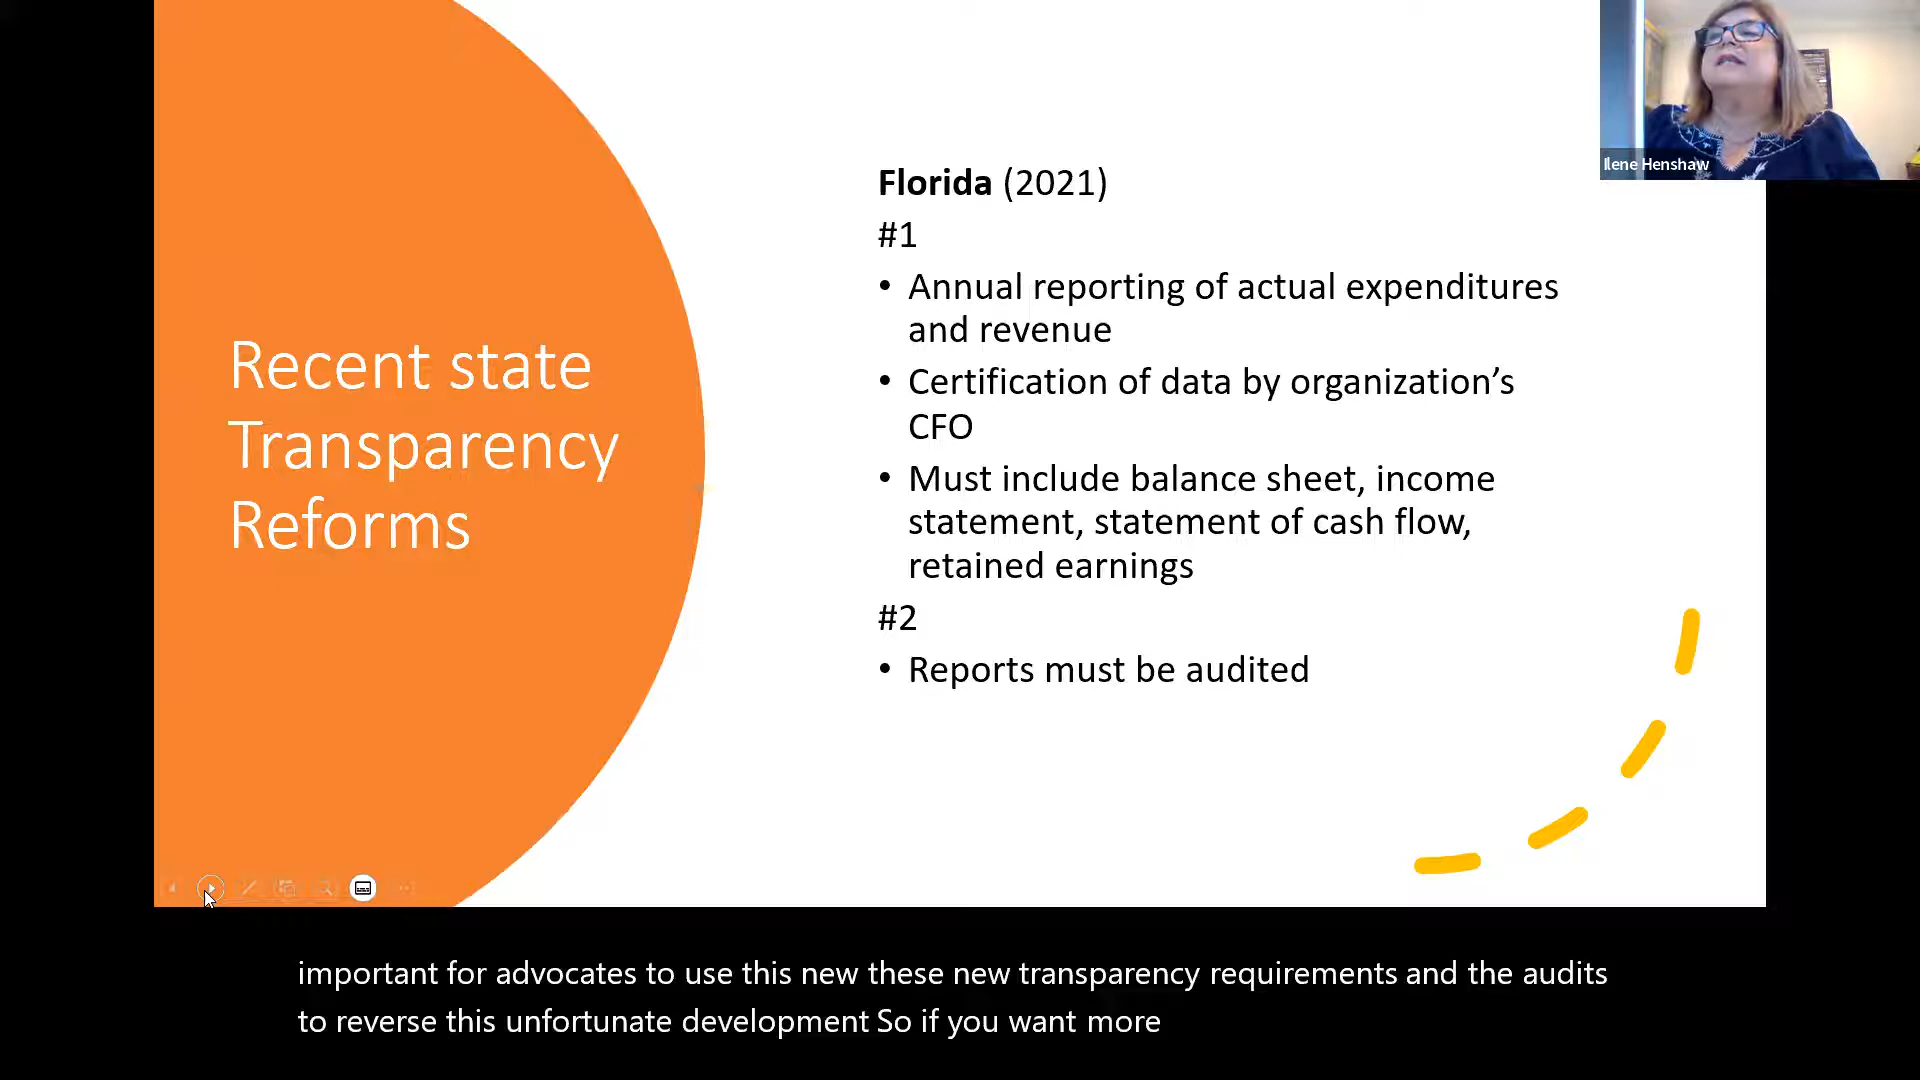 Recent state
Transparency
Reforms
Florida (2021)
#1
• Annual reporting of actual expenditures
and revenue
• Certification of data by organization’s
CFO
• Must include balance sheet, income
statement, statement of cash flow,
retained earnings
#2
• Reports must be audited
Ilene Henshaw
important for advocates to use this new these new transparency requirements and the audits
to reverse this unfortunate development So if you want more